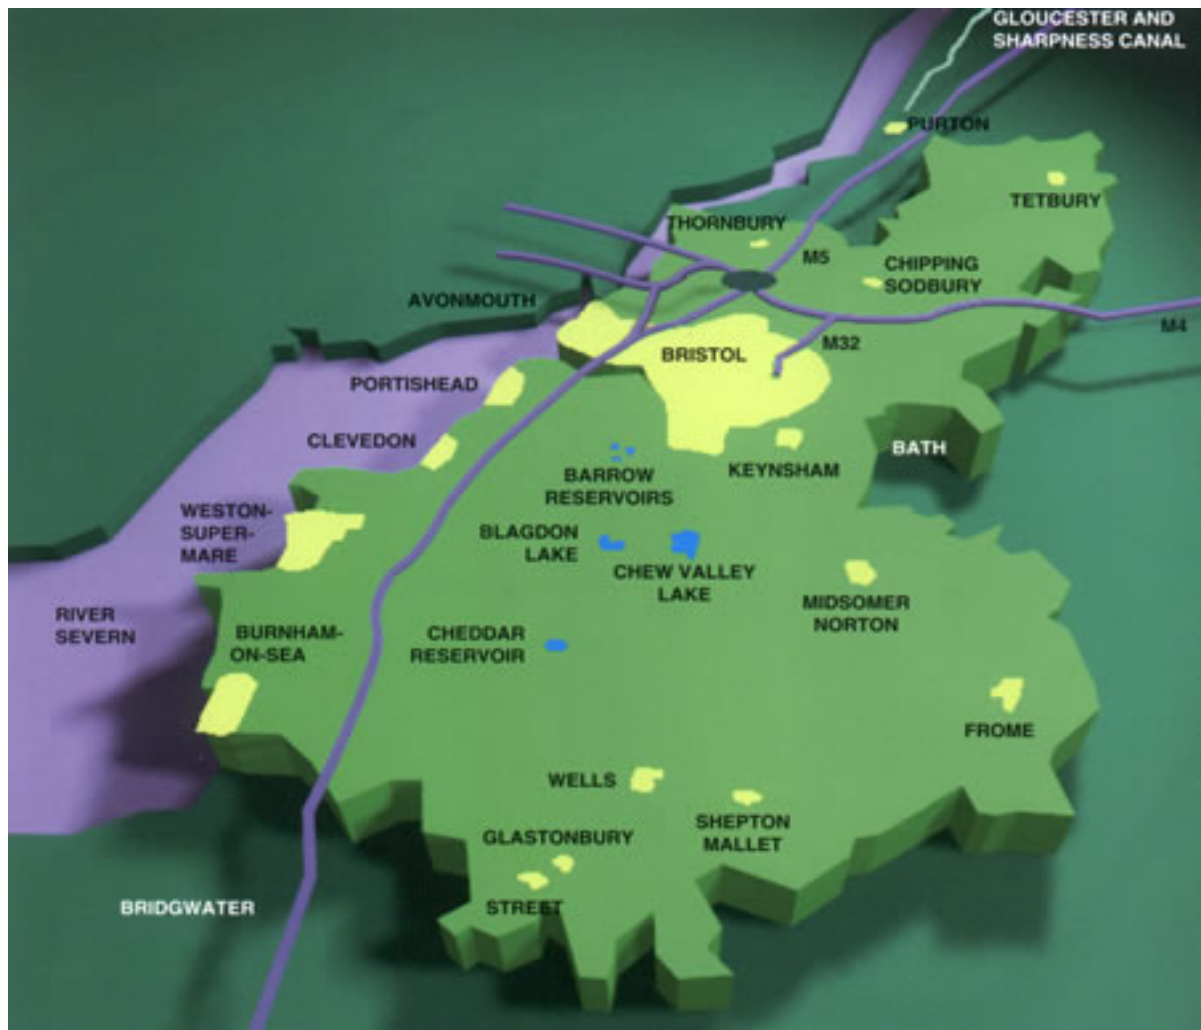 GLOUCESTER AND
SHARPNESS CANAL
PURTON
TETBURY
THORNBURY
M5
CHIPPING
SODBURY
AVONMOUTH
M4
M32
BRISTOL
PORTISHEAD
CLEVEDON
BATH
KEYNSHAM
BARROW
RESERVOIRS
WESTON-
SUPER-
MARE
BLAGDON
LAKE
CHEW VALLEY
LAKE
MIDSOMER
NORTON
RIVER
SEVERN
BURNHAM-
ON-SEA
CHEDDAR
RESERVOIR
FROME
WELLS
SHEPTON
MALLET
GLASTONBURY
STREET
BRIDGWATER